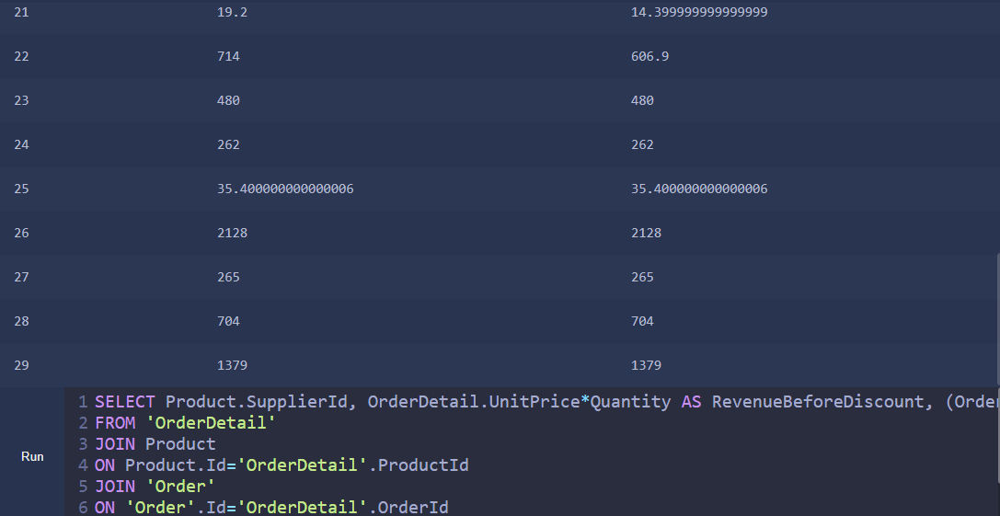 21 19.2 14.399999999999999
22 714 606.9
23 480 480
24 262 262
25 35.400000000000006 35.400000000000006
26 2128 2128
27 265 265
28 704 704
29 1379 1379
1 SELECT Product.SupplierId, OrderDetail.UnitPrice*Quantity AS RevenueBeforeDiscount, (Order
2 FROM 'OrderDetail'
3 JOIN Product
Run
4 ON Product.Id='OrderDetail'.ProductId
5 JOIN 'Order'
6 ON 'Order'.Id='OrderDetail'.OrderId